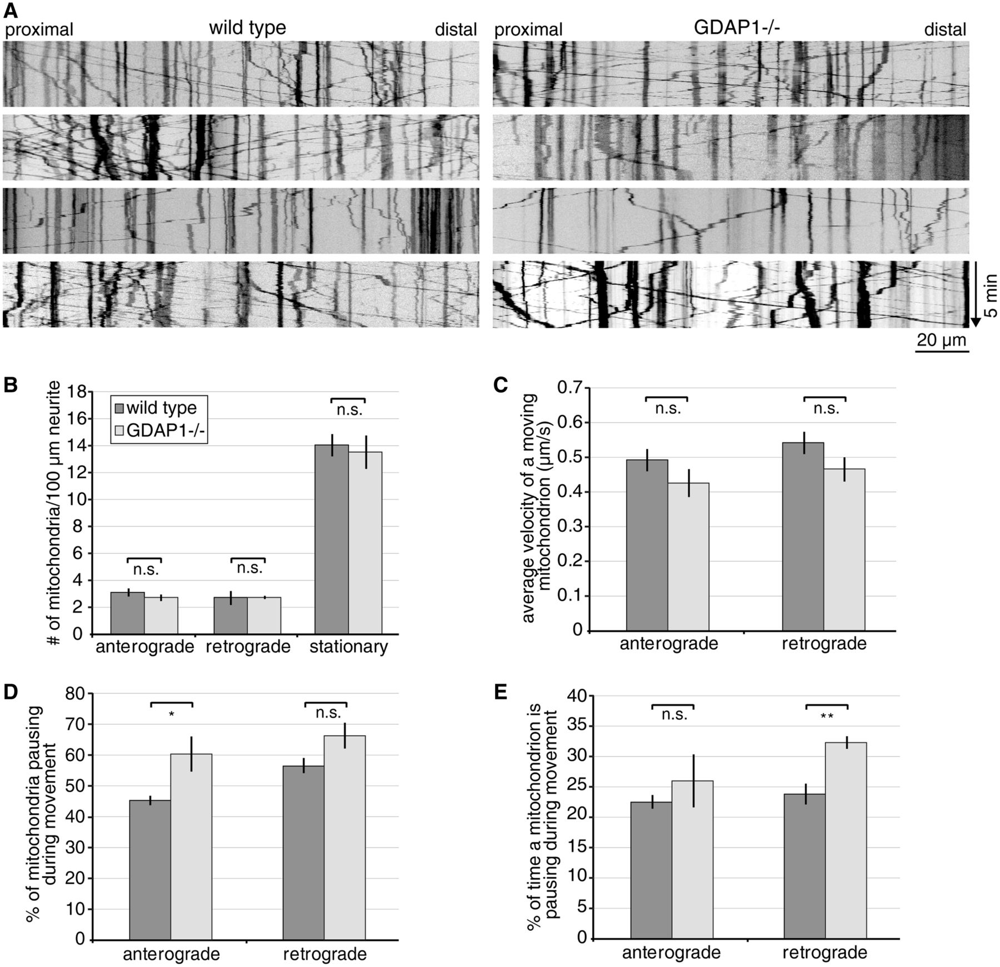 A
proximal wild type distal
proximal GDAP1-/- distal
5 min
20 µm
B
# of mitochondria/100 µm neurite
18
16
14
12
10
8
6
4
2
0
wild type
GDAP1-/-
n.s.
n.s.
n.s.
anterograde retrograde stationary
C
average velocity of a moving
mitochondrion (µm/s)
0.7
0.6
0.5
0.4
0.3
0.2
0.1
0
n.s.
n.s.
anterograde retrograde
D
% of mitochondria pausing
during movement
80
70
60
50
40
30
20
10
0
*
n.s.
anterograde retrograde
E
% of time a mitochondrion is
pausing during movement
40
35
30
25
20
15
10
5
0
n.s.
**
anterograde retrograde